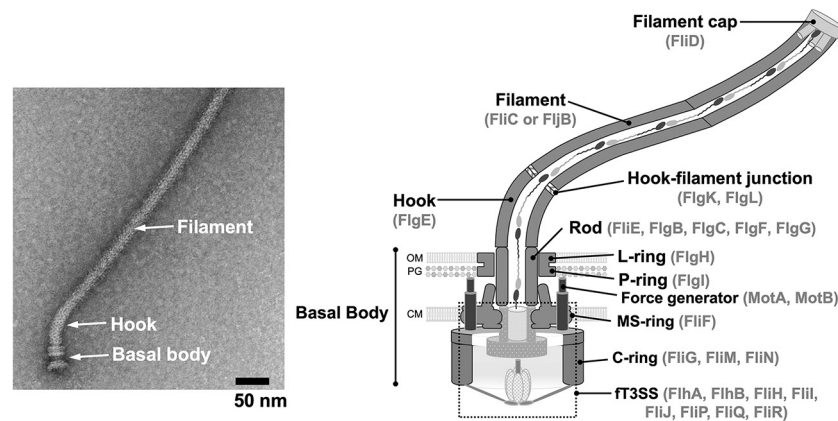 Filament
Hook
Basal body
50 nm
Filament cap
(FliD)
Filament
(FliC or FljB)
Hook-filament junction
(FlgK, FlgL)
Hook
(FlgE)
Rod (FliE, FlgB, FlgC, FlgF, FlgG)
OM
L-ring (FlgH)
PG
P-ring (FlgI)
Force generator (MotA, MotB)
Basal Body
CM
MS-ring (FliF)
C-ring (FliG, FliM, FliN)
fT3SS (FlhA, FlhB, FliH, FliI,
FliJ, FliP, FliQ, FliR)